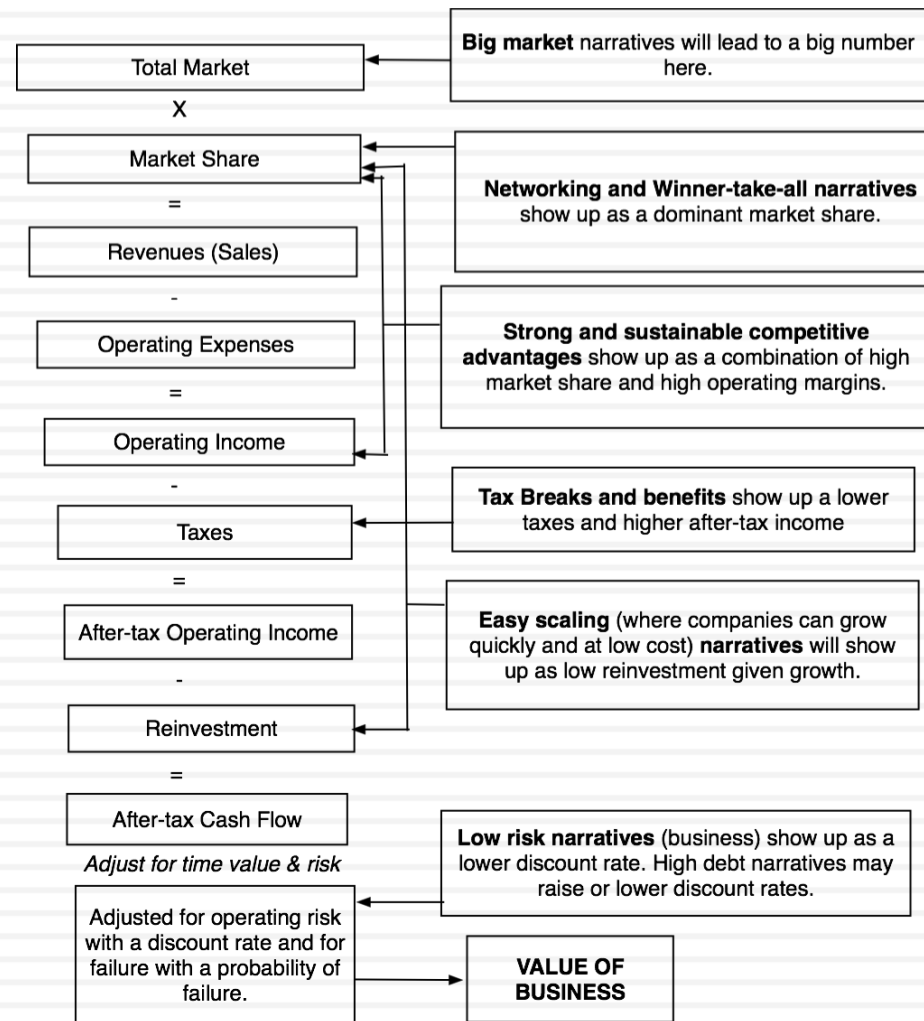 Total Market
Big market narratives will lead to a big number
here.
X
Market Share
Networking and Winner-take-all narratives
show up as a dominant market share.
=
Revenues (Sales)
-
Operating Expenses
Strong and sustainable competitive
advantages show up as a combination of high
market share and high operating margins.
=
Operating Income
-
Taxes
Tax Breaks and benefits show up a lower
taxes and higher after-tax income
=
After-tax Operating Income
Easy scaling (where companies can grow
quickly and at low cost) narratives will show
up as low reinvestment given growth.
-
Reinvestment
=
After-tax Cash Flow
Adjust for time value & risk
Low risk narratives (business) show up as a
lower discount rate. High debt narratives may
raise or lower discount rates.
Adjusted for operating risk
with a discount rate and for
failure with a probability of
failure.
VALUE OF
BUSINESS